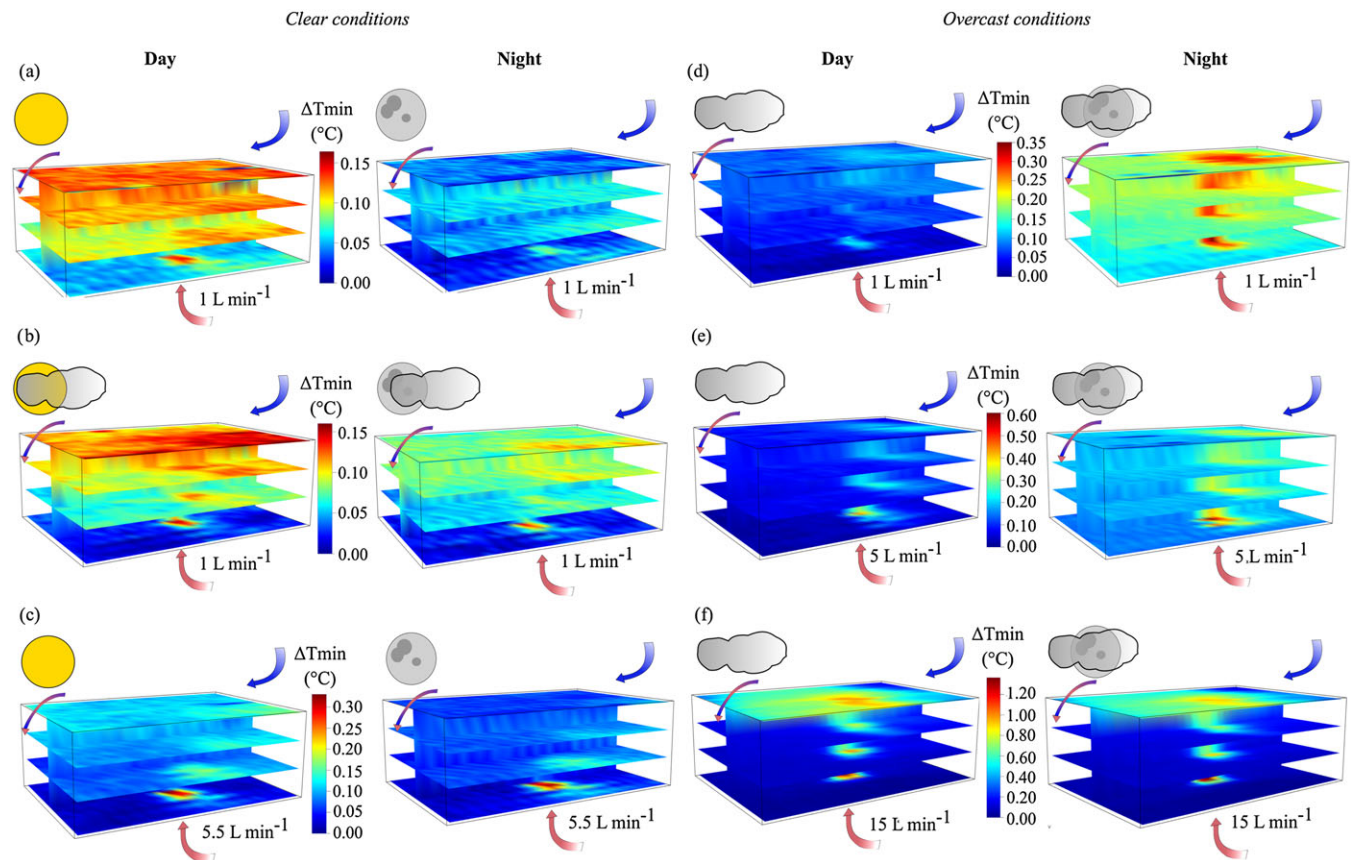 Clear conditions
Overcast conditions
Day
Night
Day
Night
(a)
(d)
ΔTmin
(°C)
0.15
0.10
0.05
0.00
1 L min-1
1 L min-1
ΔTmin
(°C)
0.35
0.30
0.25
0.20
0.15
0.10
0.05
0.00
1 L min-1
1 L min-1
(b)
(e)
ΔTmin
(°C)
0.15
0.10
0.05
0.00
1 L min-1
1 L min-1
ΔTmin
(°C)
0.60
0.50
0.40
0.30
0.20
0.10
0.00
5 L min-1
5 L min-1
(c)
(f)
ΔTmin
(°C)
0.30
0.25
0.20
0.15
0.10
0.05
0.00
5.5 L min-1
5.5 L min-1
ΔTmin
(°C)
1.20
1.00
0.80
0.60
0.40
0.20
0.00
15 L min-1
15 L min-1